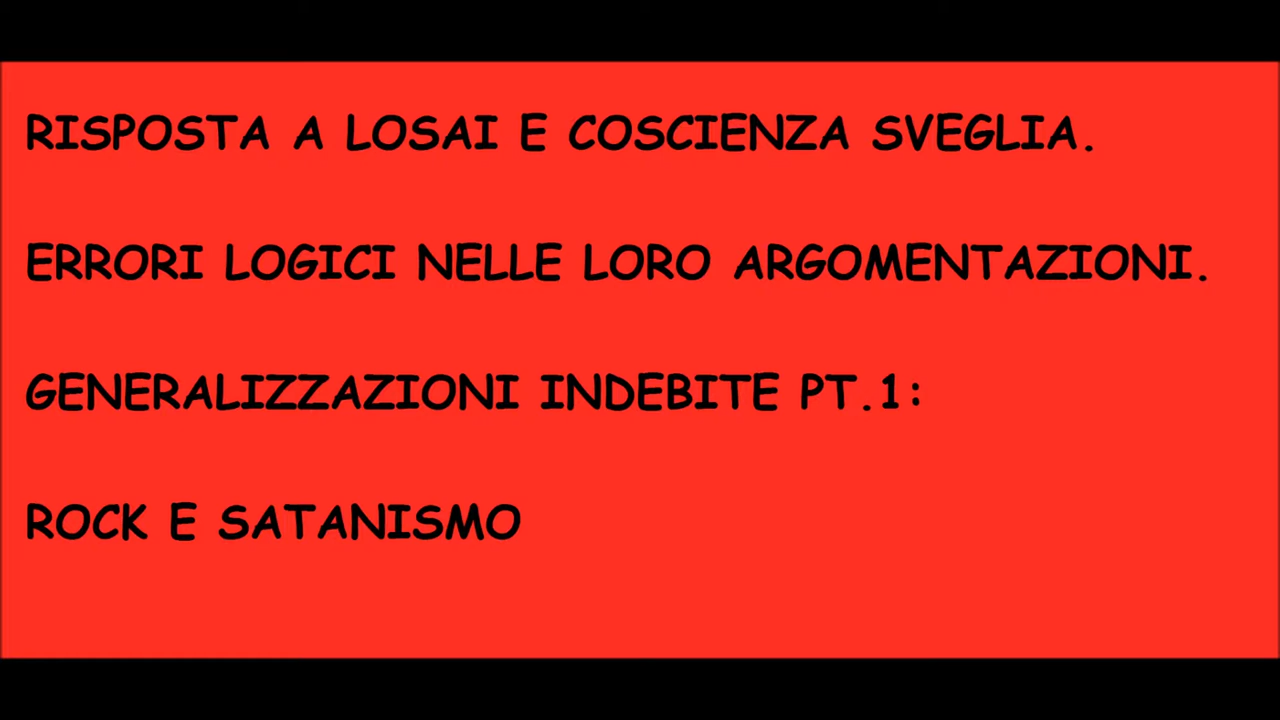 RISPOSTA A LOSAI E COSCIENZA SVEGLIA.
ERRORI LOGICI NELLE LORO ARGOMENTAZIONI.
GENERALIZZAZIONI INDEBITE PT.1:
ROCK E SATANISMO